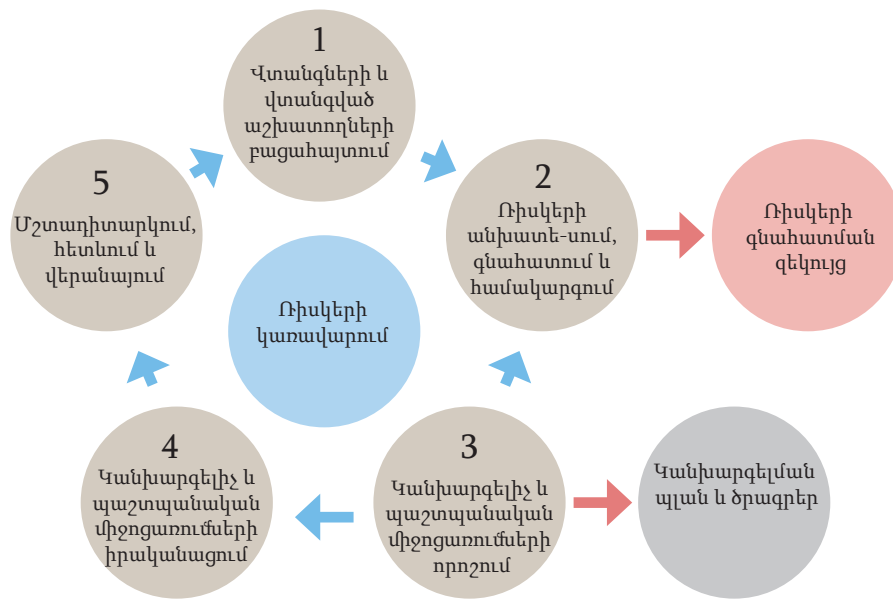 1
Վտանգների և
վտանգված
աշխատողների
բացահայտում
2
Ռիսկերի
անխատե-սում,
գնահատում և
համակարգում
Ռիսկերի
գնահատման
զեկույց
3
Կանխարգելիչ և
պաշտպանական
միջոցառումների
որոշում
Կանխարգելման
պլան և ծրագրեր
4
Կանխարգելիչ և
պաշտպանական
միջոցառումների
իրականացում
5
Մշտադիտարկում,
հետևում և
վերանայում
Ռիսկերի
կառավարում